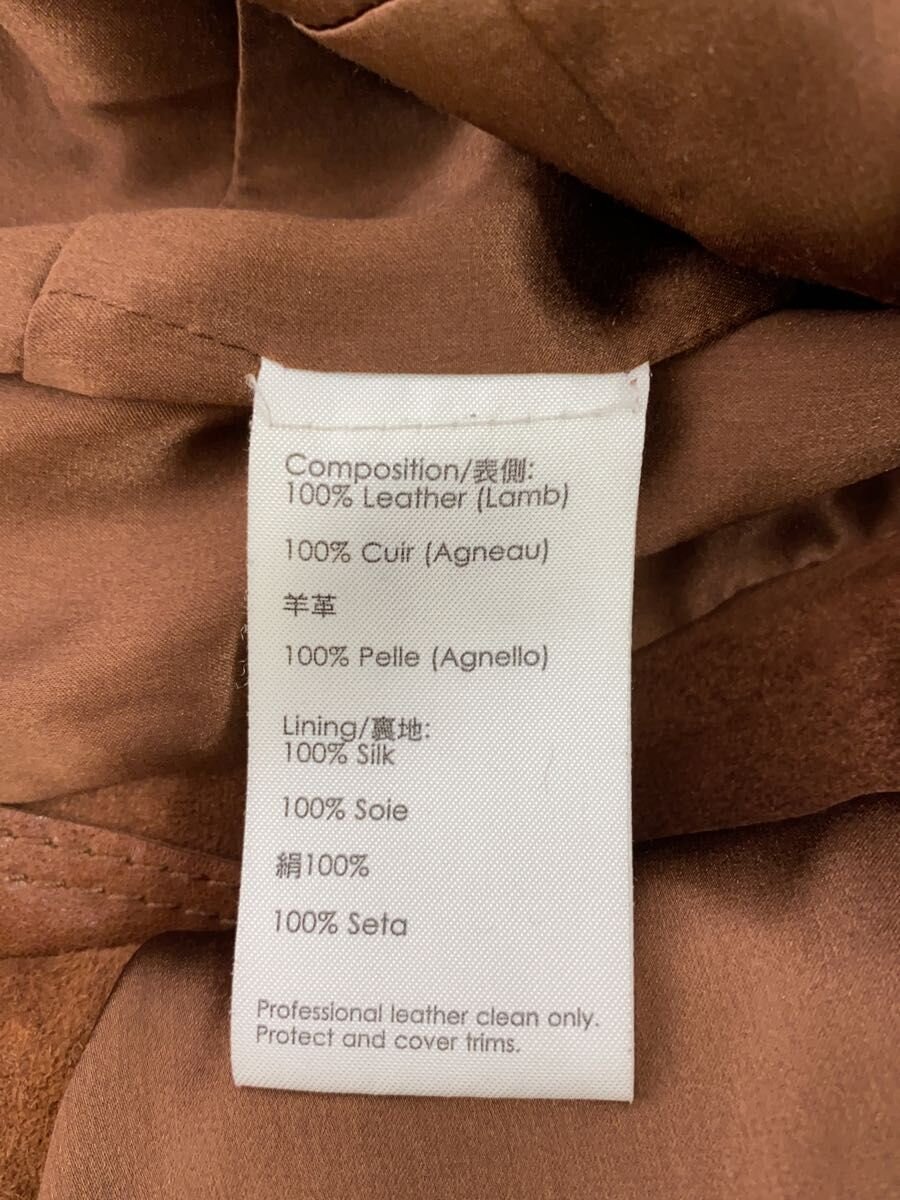 Composition/表側:
100% Leather (Lamb)
100% Cuir (Agneau)
羊革
100% Pelle (Agnello)
Lining/裏地:
100% Silk
100% Soie
絹100%
100% Seta
Professional leather clean only.
Protect and cover trims.